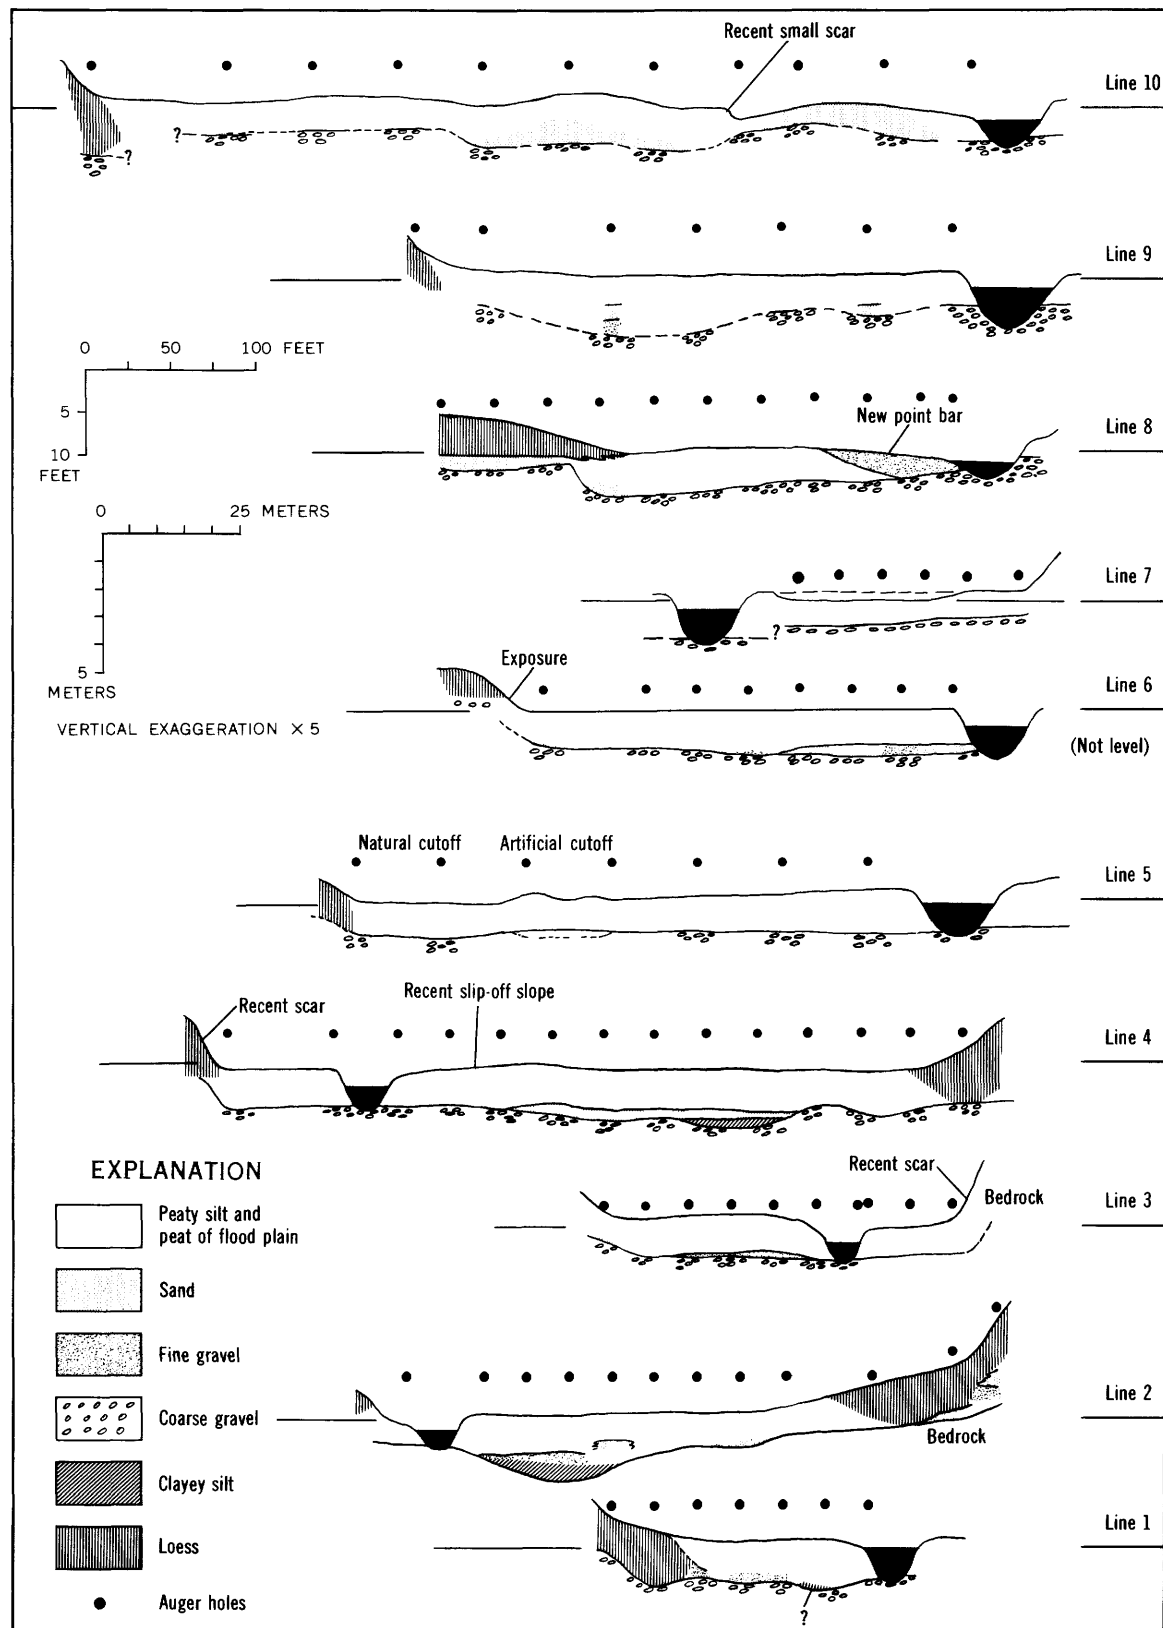 Recent small scar
Line 10
?
?
?
Line 9
0 50 100 FEET
5
10
FEET
New point bar
Line 8
0 25 METERS
Line 7
?
5
METERS
Exposure
Line 6
VERTICAL EXAGGERATION × 5
(Not level)
Natural cutoff Artificial cutoff
Line 5
Recent scar
Recent slip-off slope
Line 4
EXPLANATION
Recent scar
Bedrock
Line 3
Peaty silt and
peat of flood plain
Sand
Fine gravel
Coarse gravel
Line 2
Bedrock
Clayey silt
Loess
Line 1
Auger holes
?